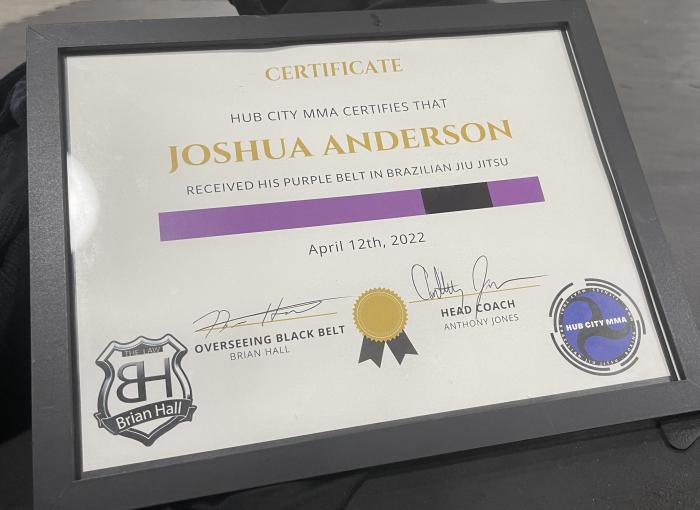 CERTIFICATE
HUB CITY MMA CERTIFIES THAT
JOSHUA ANDERSON
RECEIVED HIS PURPLE BELT IN BRAZILIAN JIU JITSU
April 12th, 2022
OVERSEEING BLACK BELT
BRIAN HALL
HEAD COACH
ANTHONY JONES
THE LAW
BH
Brian Hall
HUB CITY MMA